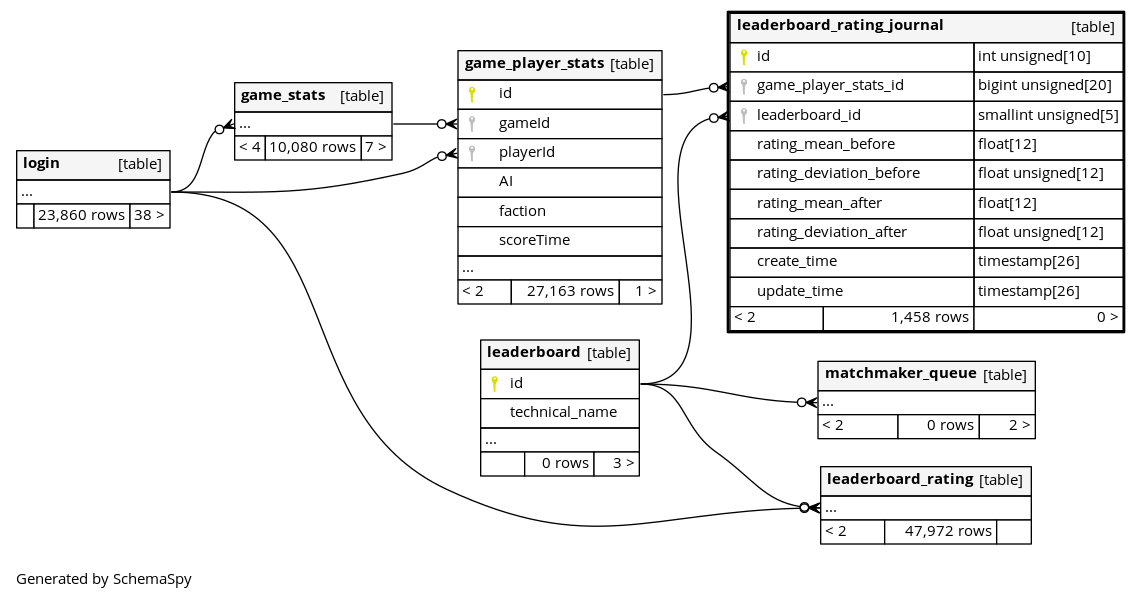 login [table]
...
23,860 rows 38 >
game_stats [table]
...
< 4 10,080 rows 7 >
game_player_stats [table]
id
gameId
playerId
AI
faction
scoreTime
...
< 2 27,163 rows 1 >
leaderboard_rating_journal [table]
id int unsigned[10]
game_player_stats_id bigint unsigned[20]
leaderboard_id smallint unsigned[5]
rating_mean_before float[12]
rating_deviation_before float unsigned[12]
rating_mean_after float[12]
rating_deviation_after float unsigned[12]
create_time timestamp[26]
update_time timestamp[26]
< 2 1,458 rows 0 >
leaderboard [table]
id
technical_name
...
0 rows 3 >
matchmaker_queue [table]
...
< 2 0 rows 2 >
leaderboard_rating [table]
...
< 2 47,972 rows
Generated by SchemaSpy